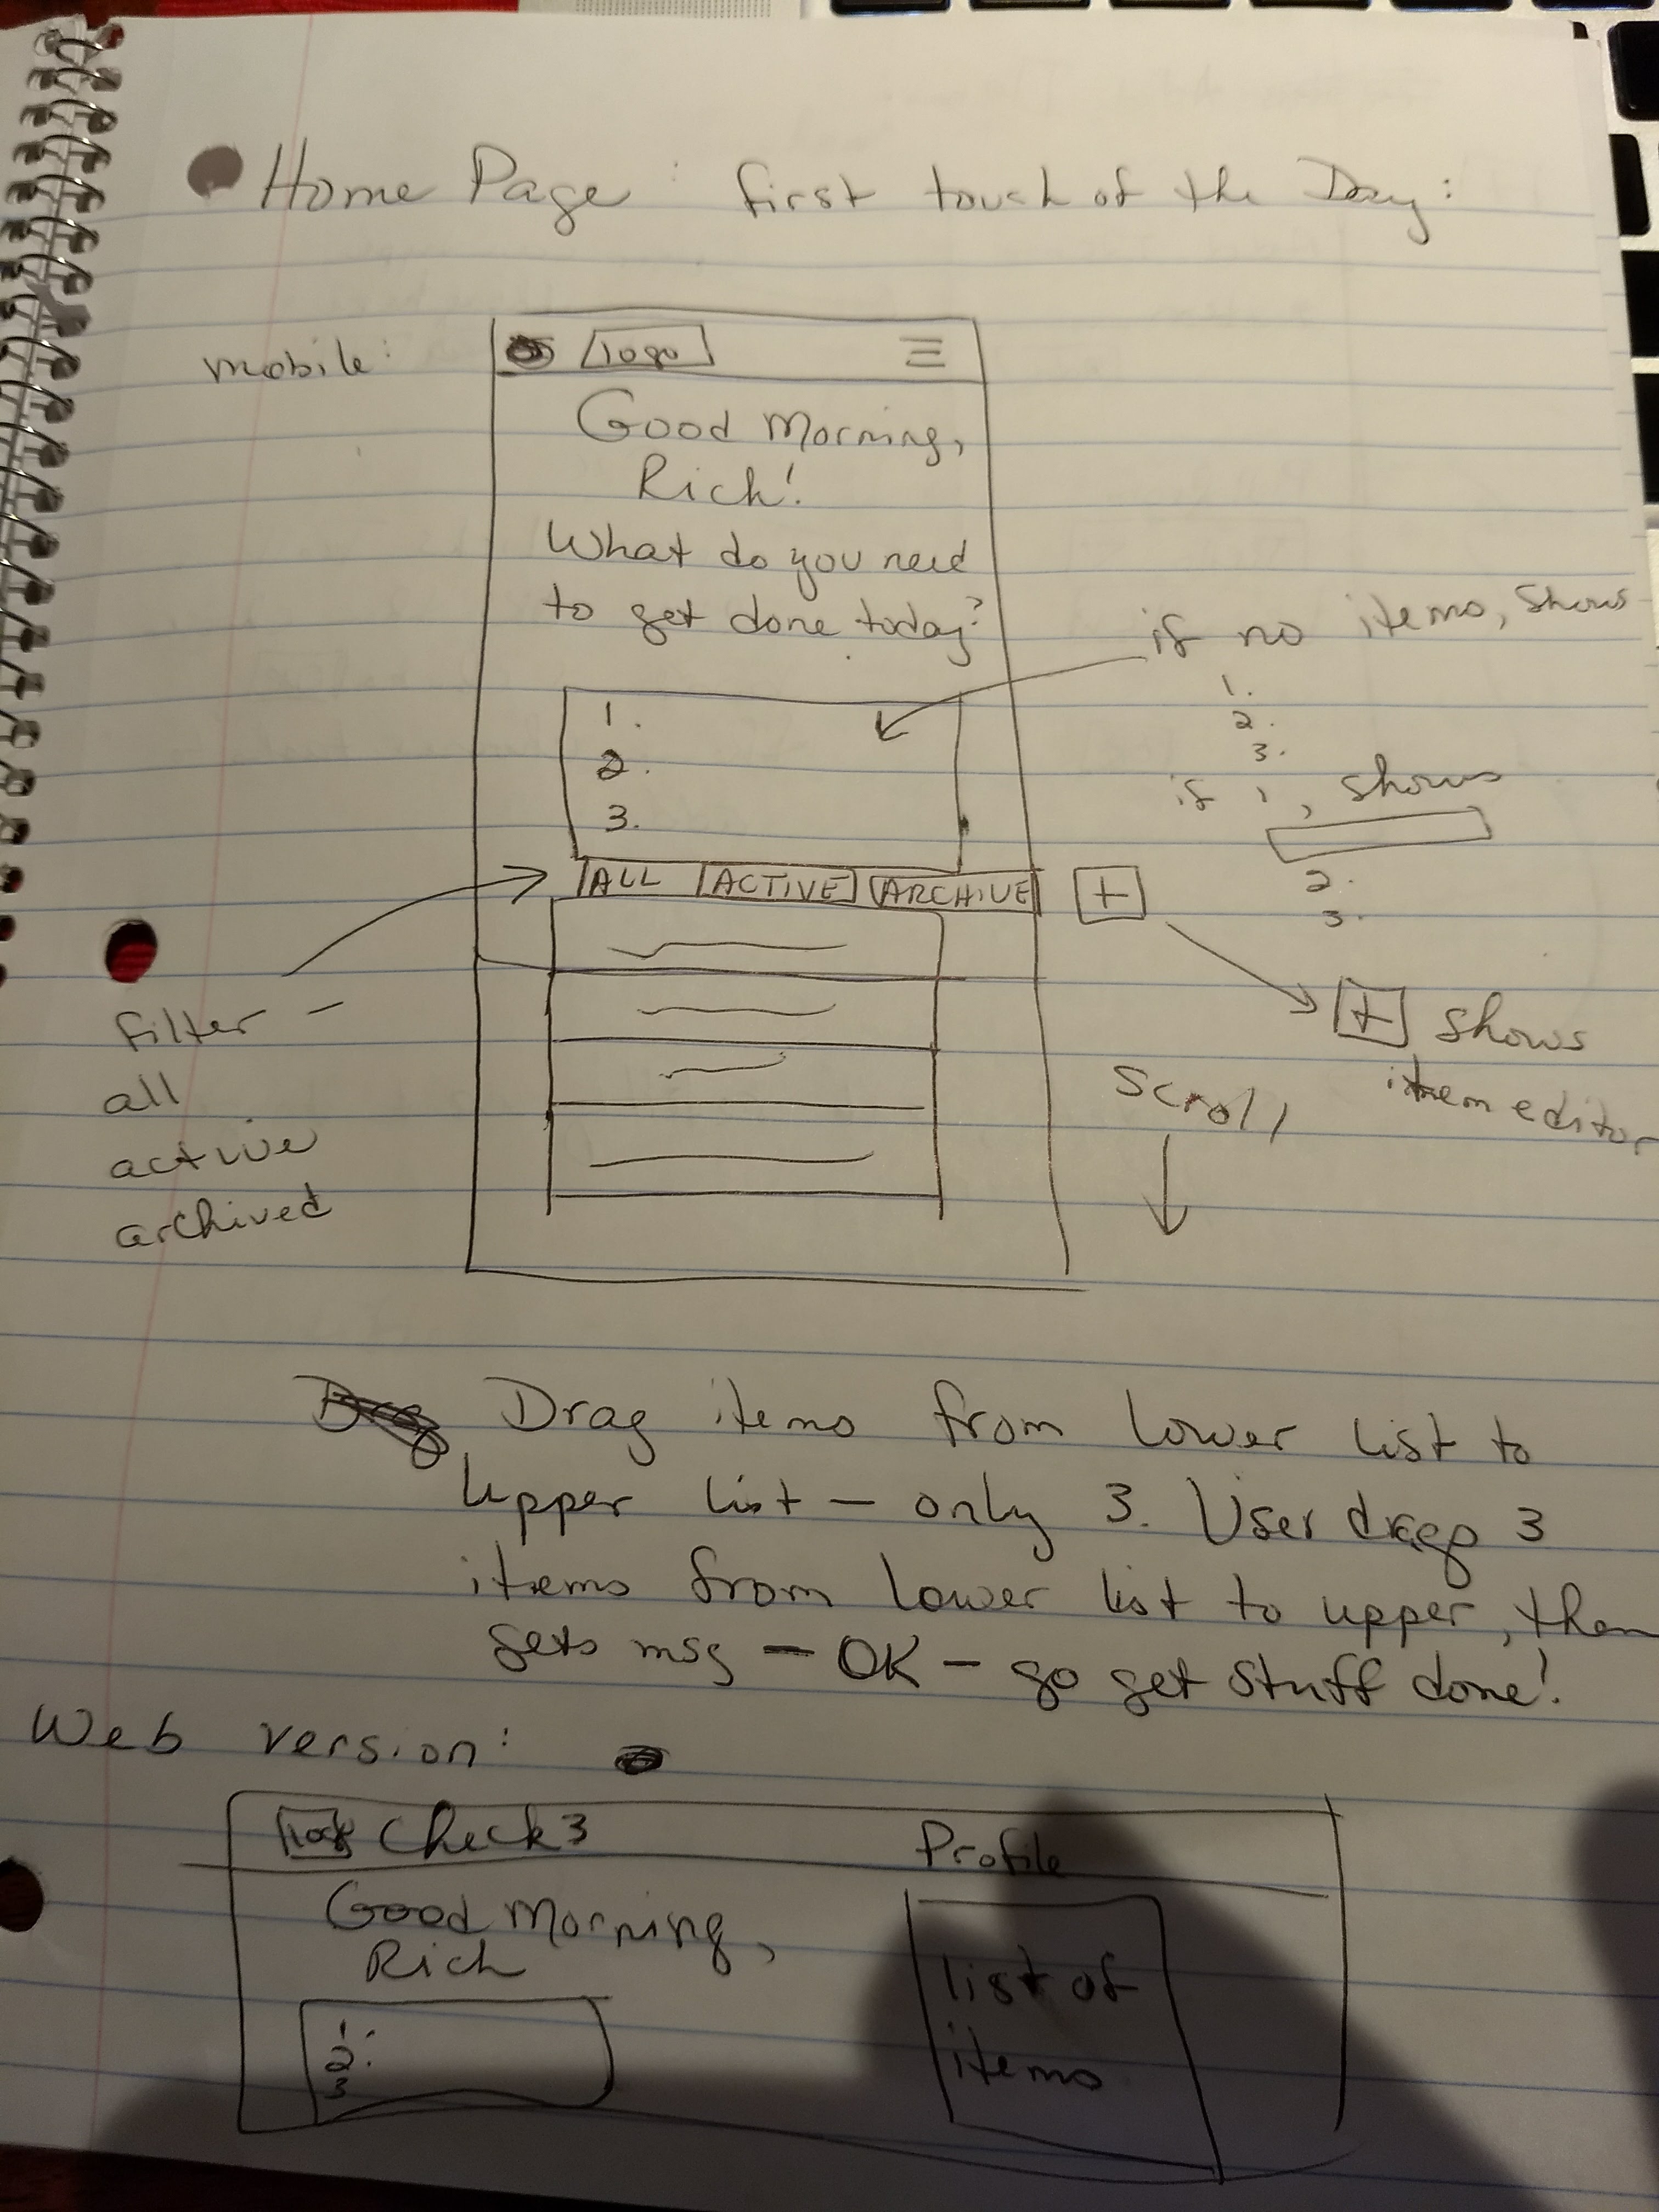 Home Page : first touch of the Day:
mobile:
logo
Good Morning,
Rich!
What do you need
to get done today?
1.
2.
3.
if no items, shows
1.
2.
3.
if 1, shows
2.
3.
ALL ACTIVE ARCHIVE +
filter -
all
active
archived
+ shows
item editor
Scroll
Drag items from lower list to
upper list - only 3. User drags 3
items from lower list to upper, then
gets msg - OK - go get stuff done!
Web version:
logo Check3 Profile
Good Morning,
Rich
1.
2.
3
list of
items